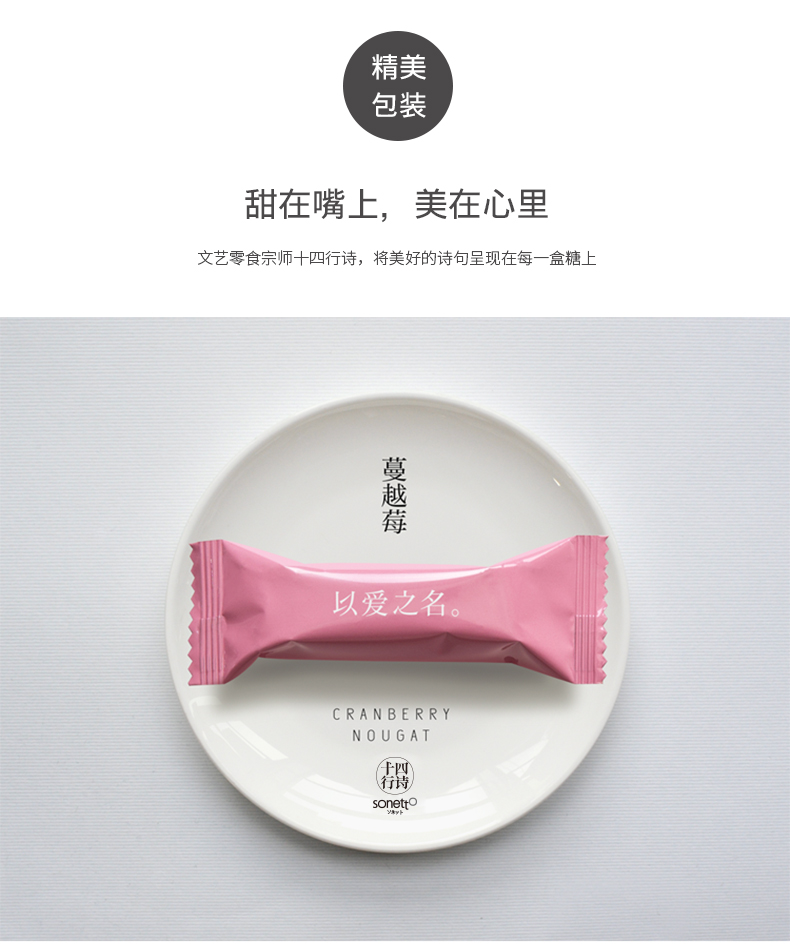 精美
包装
甜在嘴上，美在心里
文艺零食宗师十四行诗，将美好的诗句呈现在每一盒糖上
蔓越莓
以爱之名。
CRANBERRY
NOUGAT
十四
行诗
sonetto
ソネット